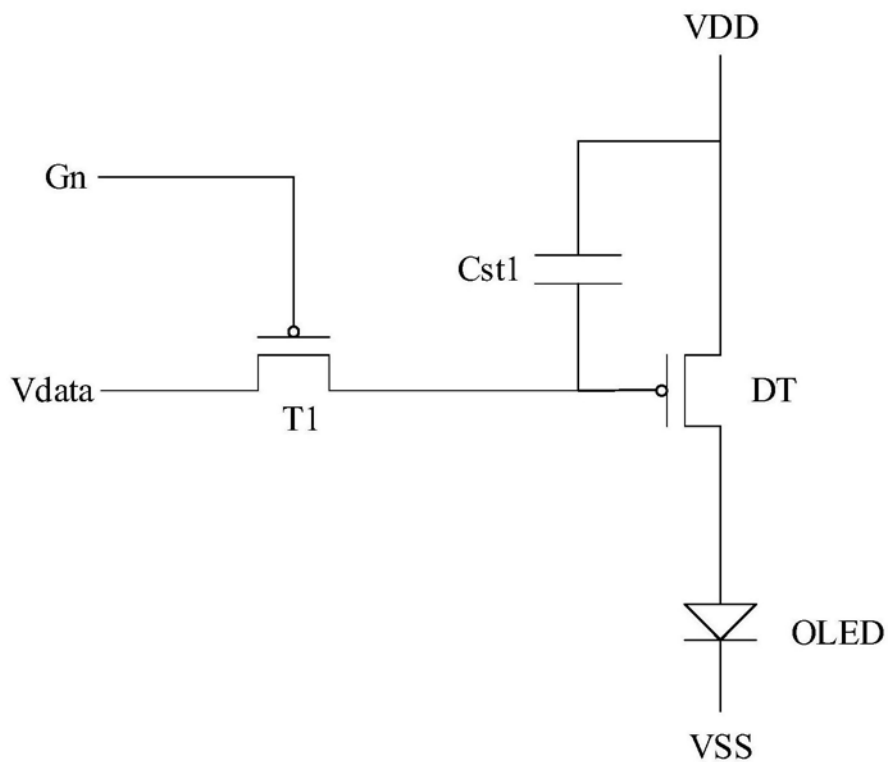 VDD
Gn
Cst1
Vdata
T1
DT
OLED
VSS